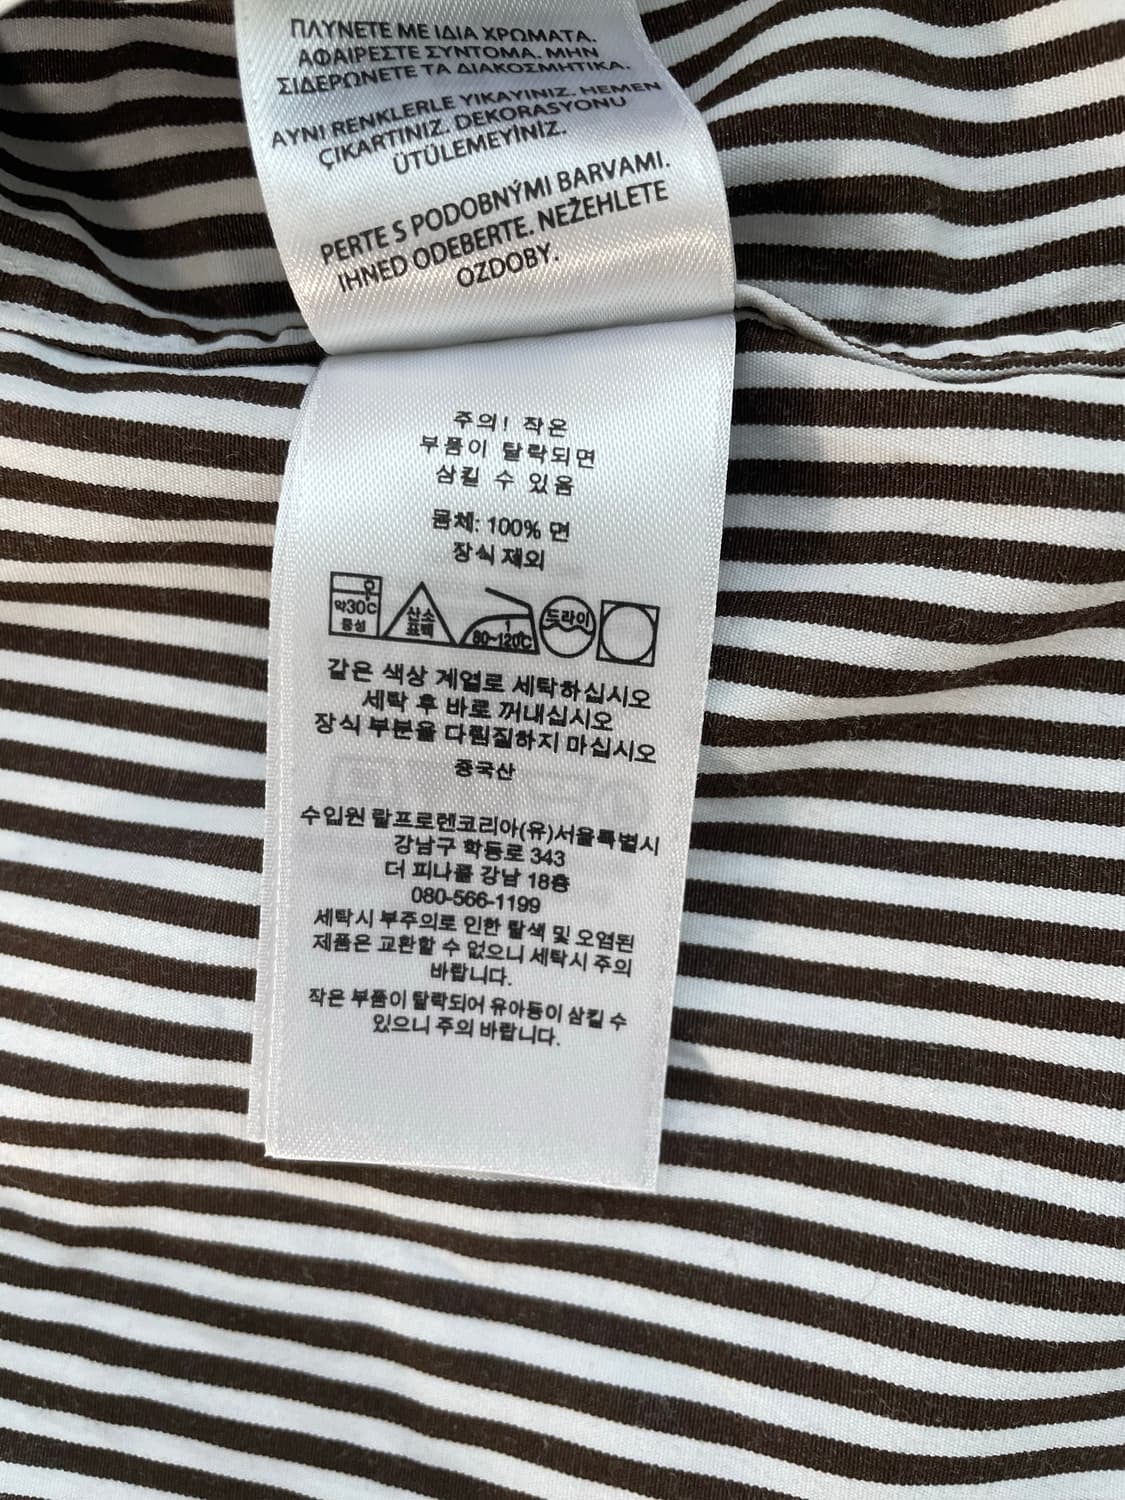 ΠΛΥΝΕΤΕ ΜΕ ΙΔΙΑ ΧΡΩΜΑΤΑ.
ΑΦΑΙΡΕΣΤΕ ΣΥΝΤΟΜΑ. ΜΗΝ
ΣΙΔΕΡΩΝΕΤΕ ΤΑ ΔΙΑΚΟΣΜΗΤΙΚΑ.
AYNI RENKLERLE YIKAYINIZ. HEMEN
ÇIKARTINIZ. DEKORASYONU
ÜTÜLEMEYİNİZ.
PERTE S PODOBNÝMI BARVAMI.
IHNED ODEBERTE. NEŽEHLETE
OZDOBY.
주의! 작은
부품이 탈락되면
삼킬 수 있음
몸체: 100% 면
장식 제외
약30℃
중성
산소
표백
1
80~120℃
드라이
같은 색상 계열로 세탁하십시오
세탁 후 바로 꺼내십시오
장식 부분을 다림질하지 마십시오
중국산
수입원 랄프로렌코리아(유)서울특별시
강남구 학동로 343
더 피나클 강남 18층
080-566-1199
세탁시 부주의로 인한 탈색 및 오염된
제품은 교환할 수 없으니 세탁시 주의
바랍니다.
작은 부품이 탈락되어 유아등이 삼킬 수
있으니 주의 바랍니다.